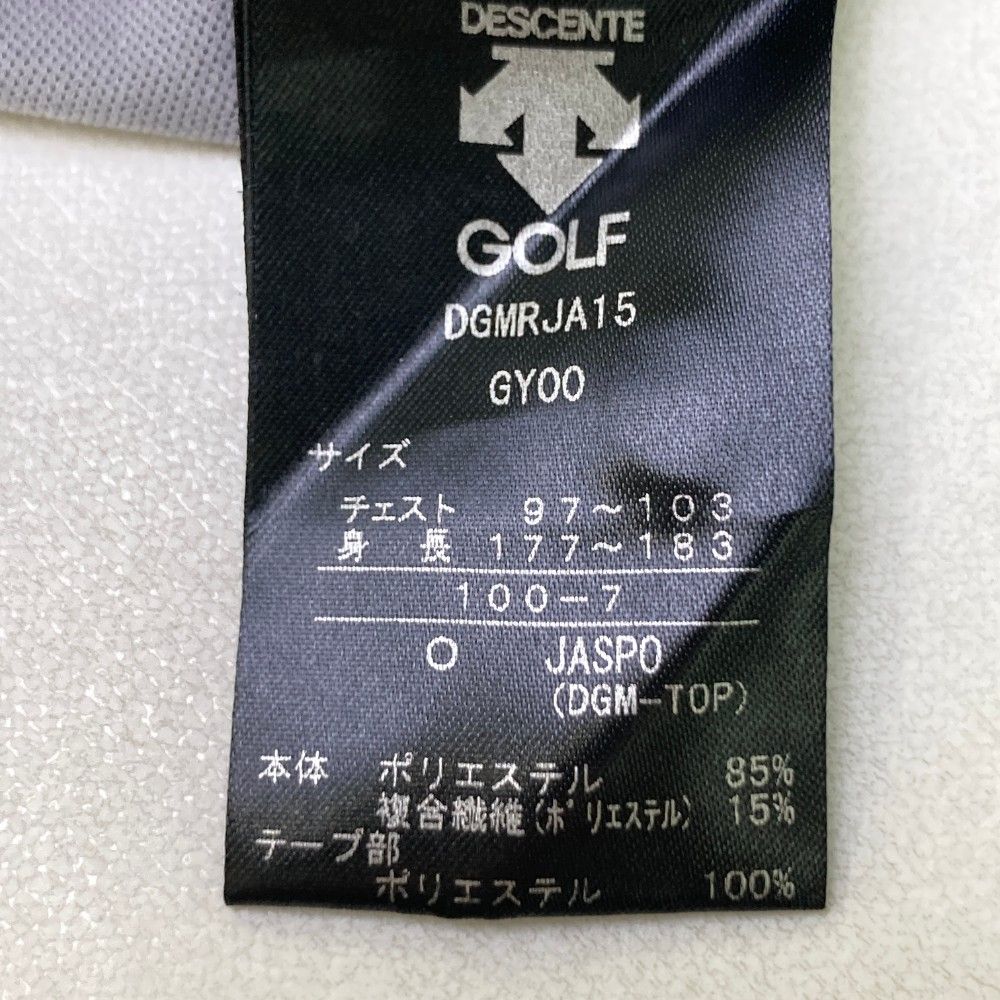 DESCENTE
GOLF
DGMRJA15
GY00
サイズ
チェスト 97～103
身長 177～183
100-7
O JASPO
(DGM-TOP)
本体 ポリエステル 85%
複合繊維(ポリエステル) 15%
テープ部
ポリエステル 100%